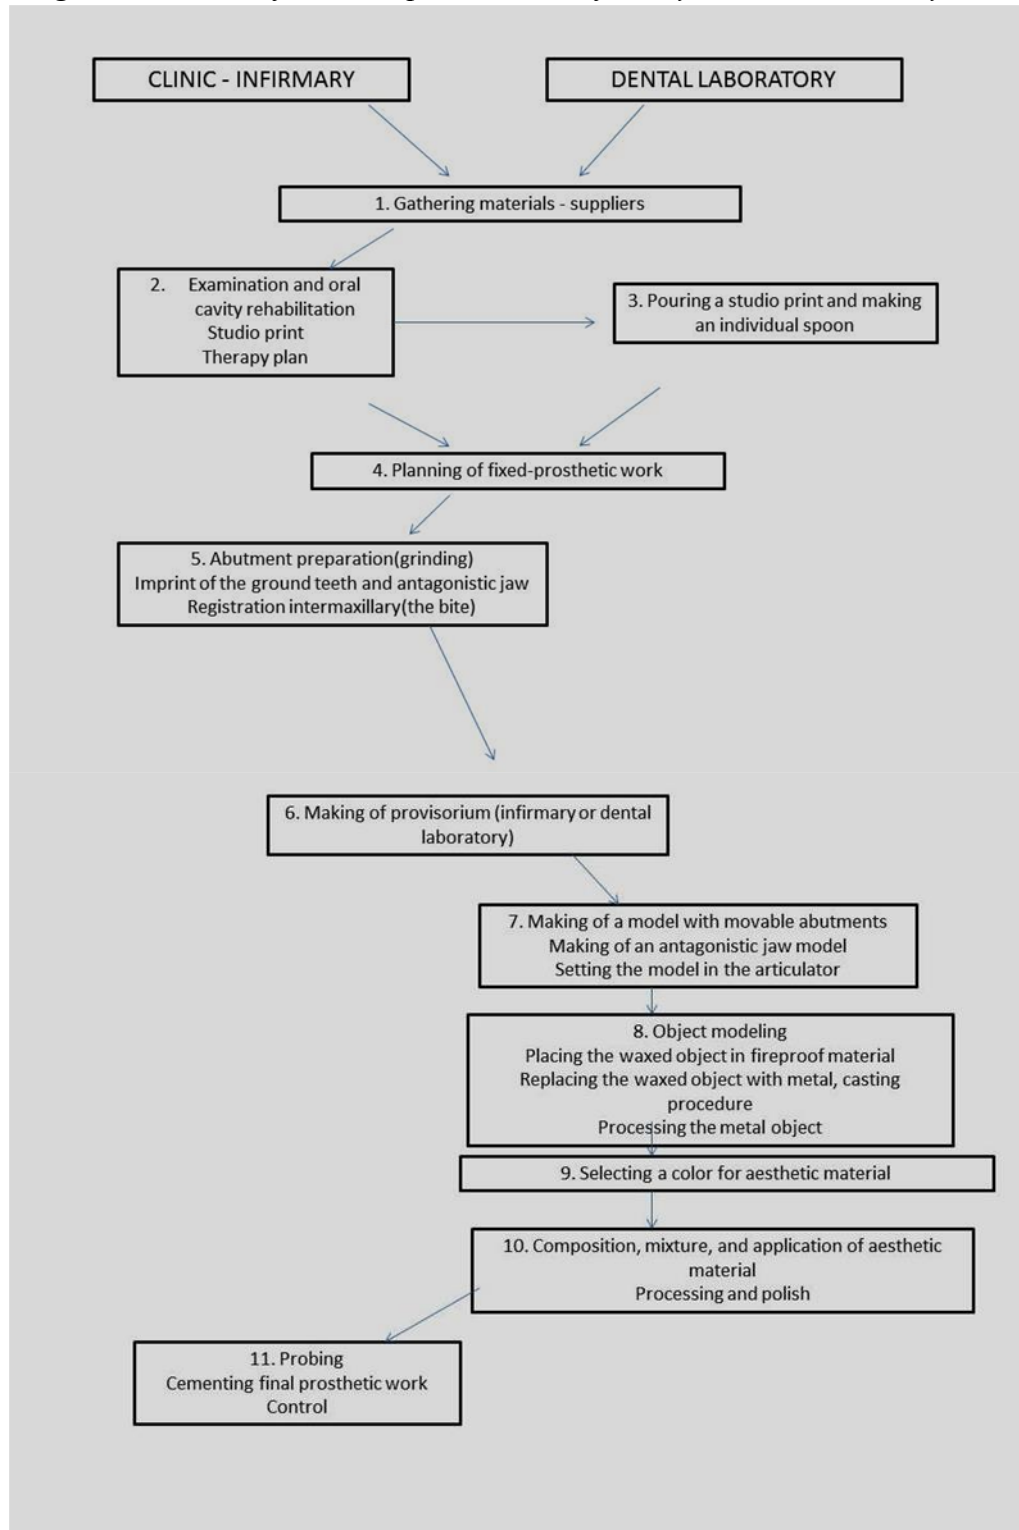 CLINIC - INFIRMARY
DENTAL LABORATORY
1. Gathering materials - suppliers
2. Examination and oral
cavity rehabilitation
Studio print
Therapy plan
3. Pouring a studio print and making
an individual spoon
4. Planning of fixed-prosthetic work
5. Abutment preparation(grinding)
Imprint of the ground teeth and antagonistic jaw
Registration intermaxillary(the bite)
6. Making of provisorium (infirmary or dental
laboratory)
7. Making of a model with movable abutments
Making of an antagonistic jaw model
Setting the model in the articulator
8. Object modeling
Placing the waxed object in fireproof material
Replacing the waxed object with metal, casting
procedure
Processing the metal object
9. Selecting a color for aesthetic material
10. Composition, mixture, and application of aesthetic
material
Processing and polish
11. Probing
Cementing final prosthetic work
Control